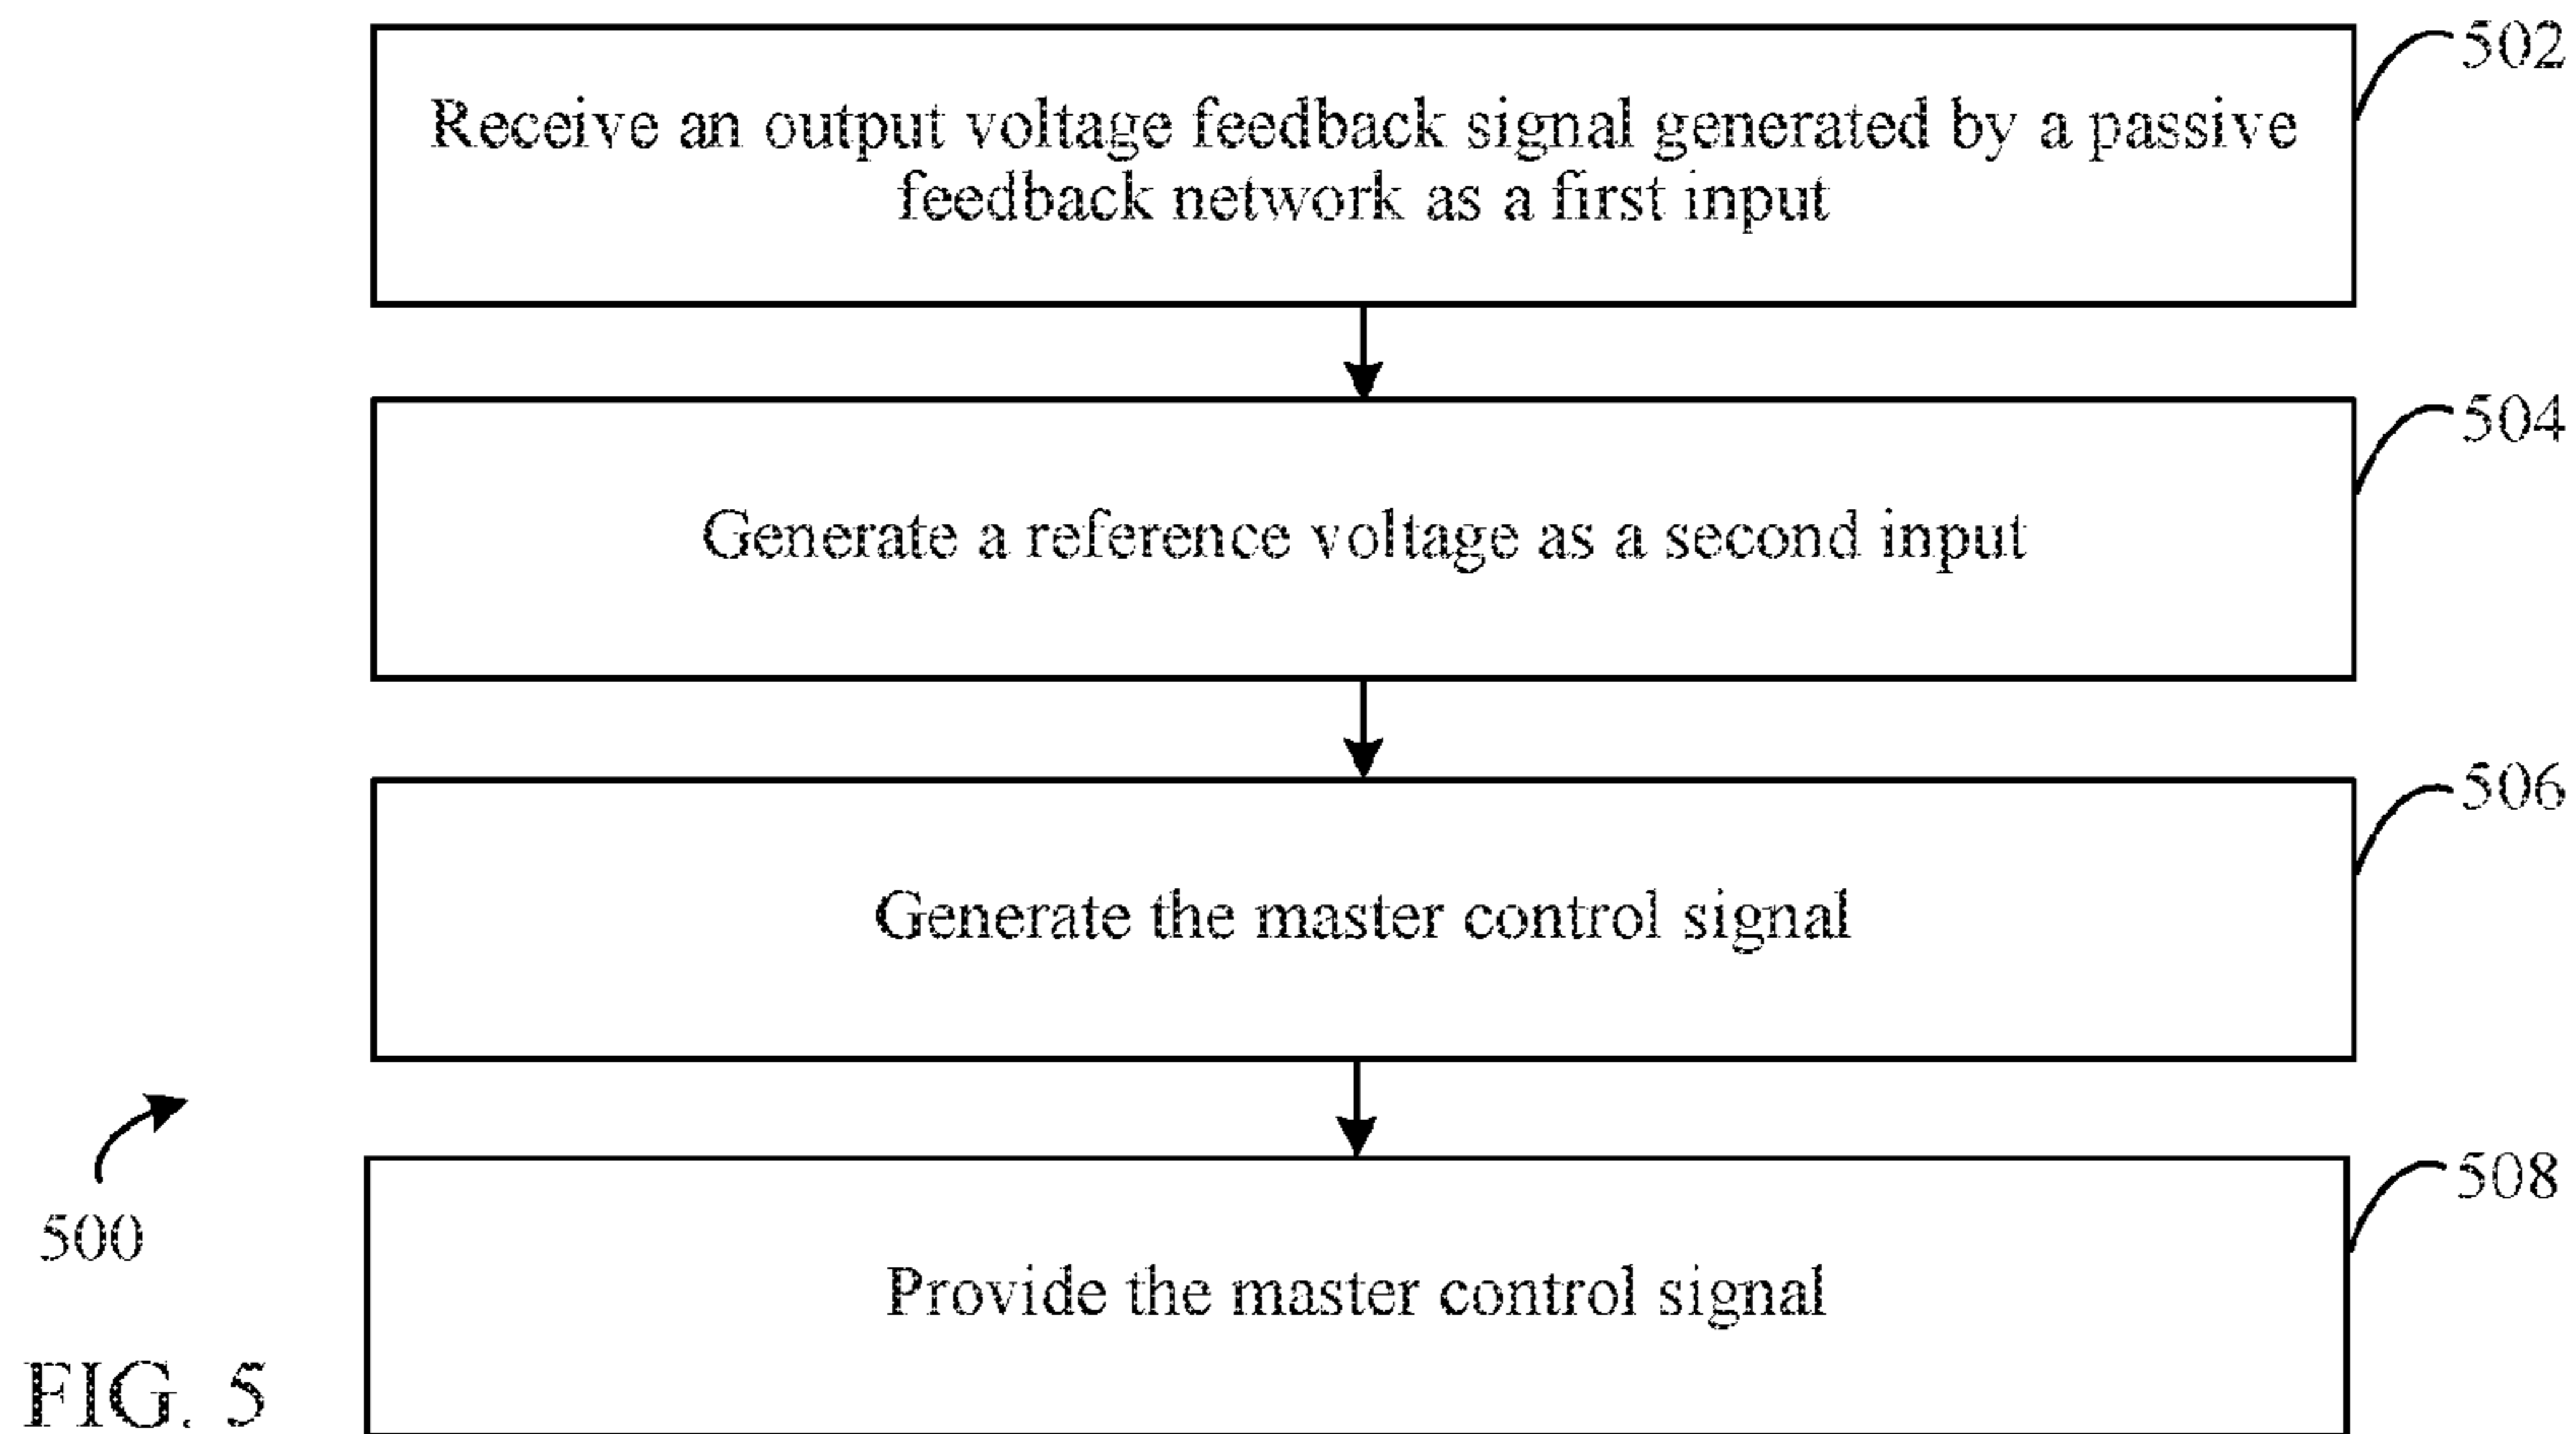 Receive an output voltage feedback signal generated by a passive
feedback network as a first input
502
Generate a reference voltage as a second input
504
Generate the master control signal
506
Provide the master control signal
508
500
FIG. 5